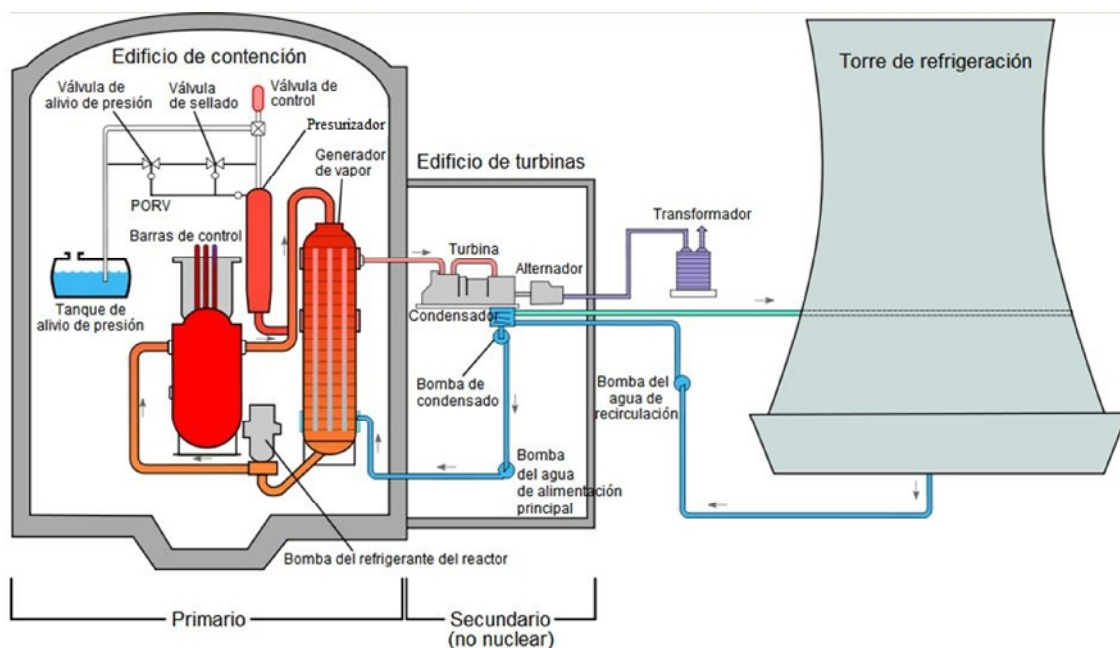 Edificio de contención
Válvula de
alivio de presión
Válvula
de sellado
Válvula de
control
Presurizador
Generador
de vapor
PORV
Barras de control
Tanque de
alivio de presión
Bomba del refrigerante del reactor
Edificio de turbinas
Turbina
Alternador
Condensador
Bomba de
condensado
Bomba
del agua
de alimentación
principal
Transformador
Torre de refrigeración
Bomba del
agua de
recirculación
Primario
Secundario
(no nuclear)